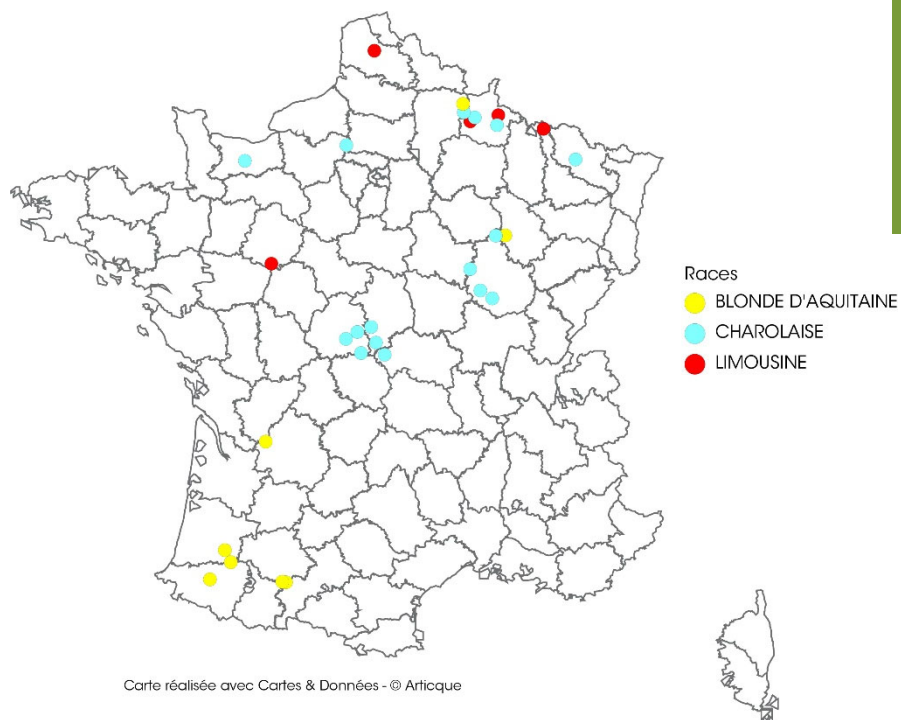 Races
BLONDE D'AQUITAINE
CHAROLAISE
LIMOUSINE
Carte réalisée avec Cartes & Données - © Articque